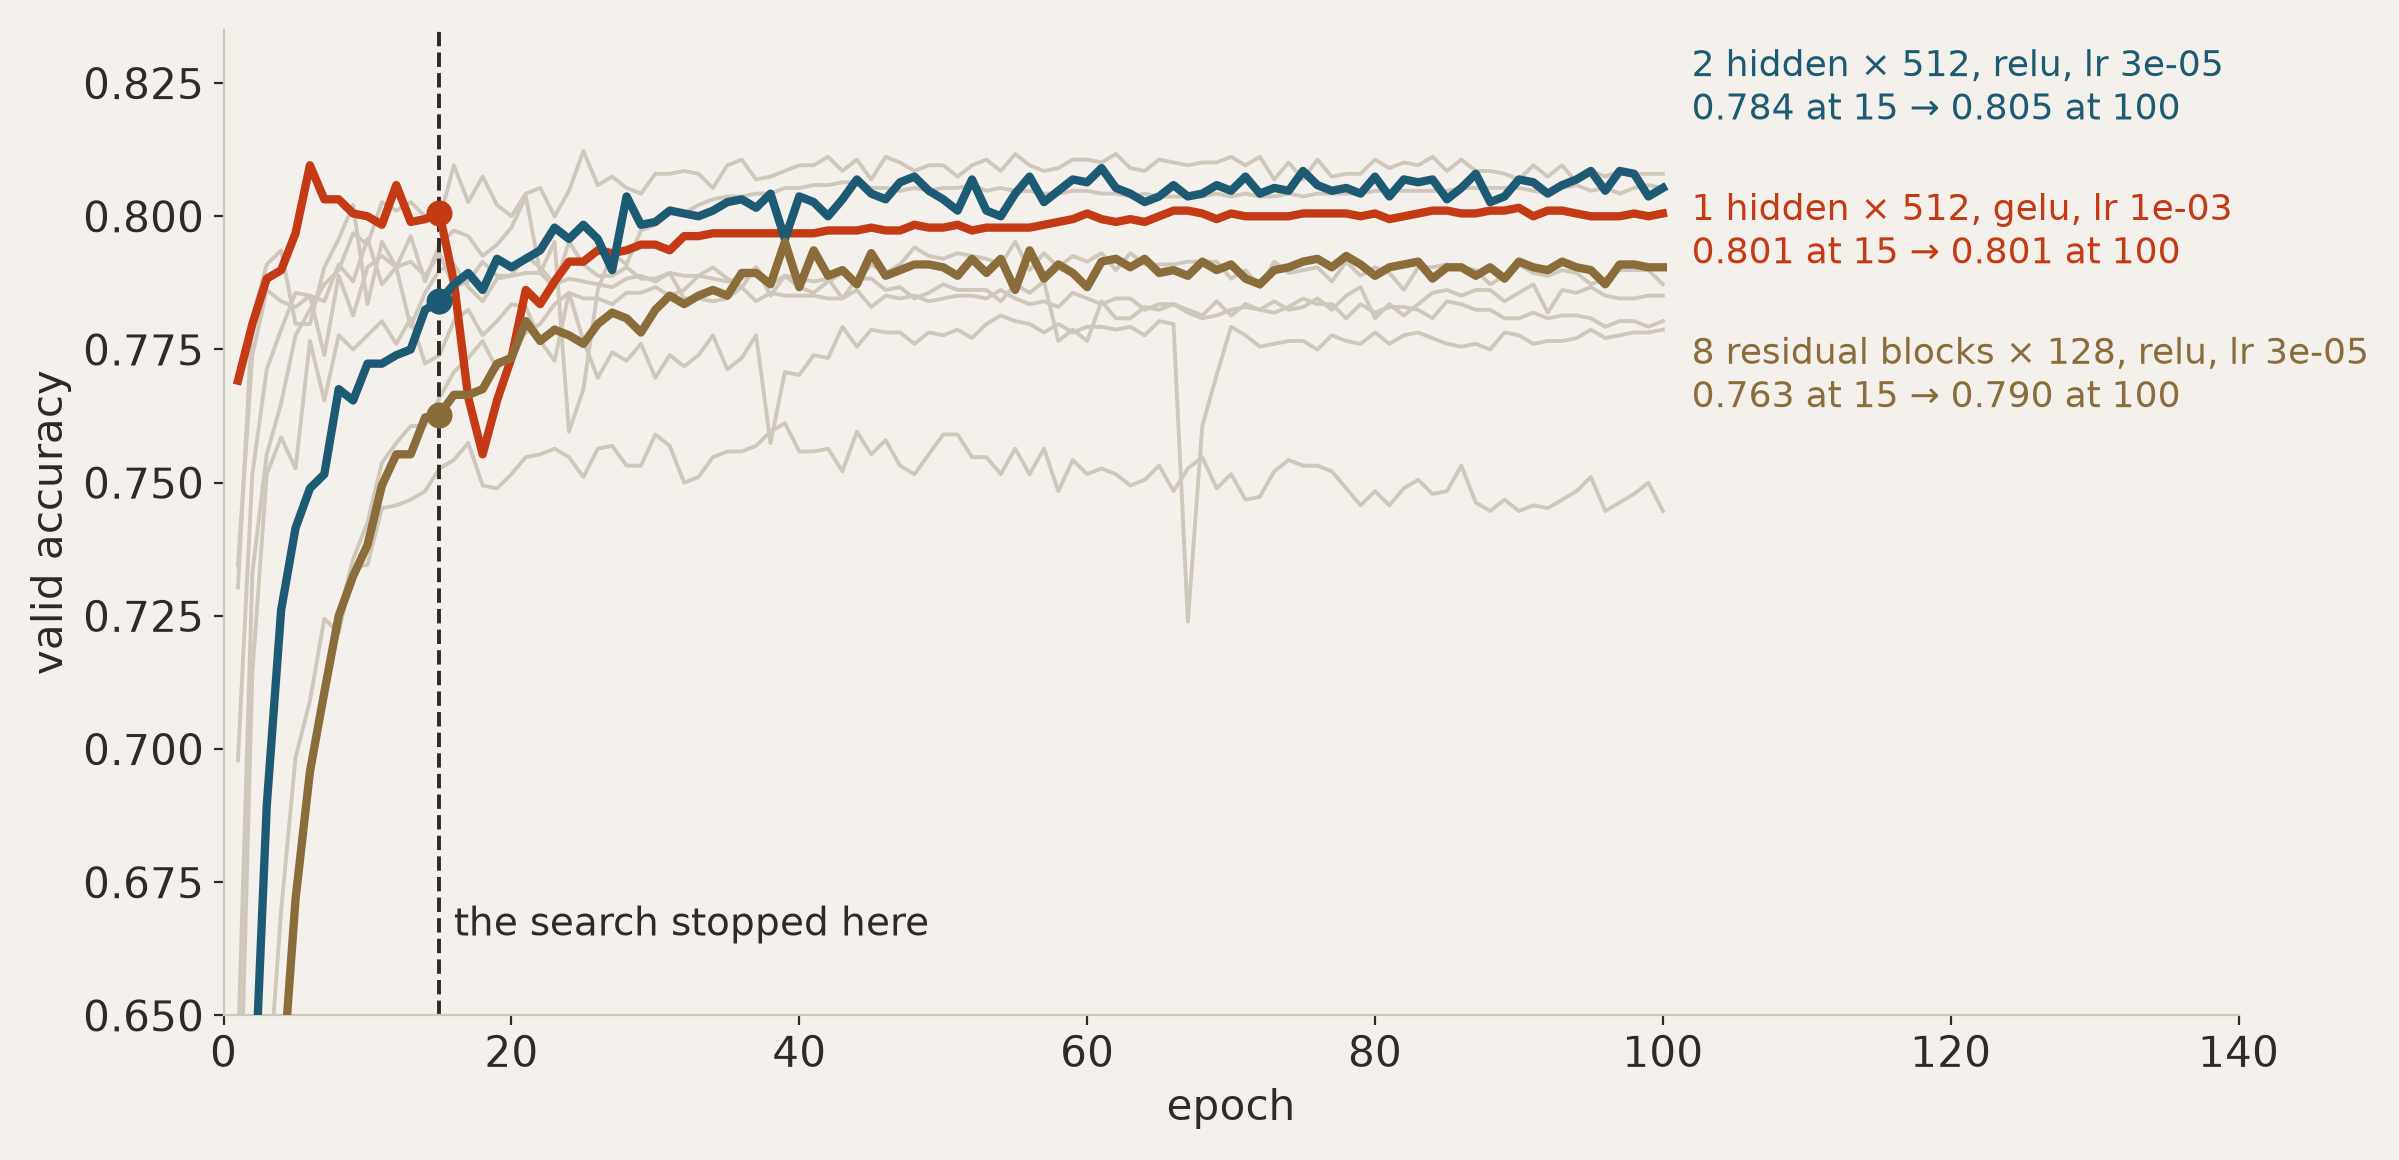 0.825
0.800
0.775
0.750
0.725
0.700
0.675
0.650
valid accuracy
0 20 40 60 80 100 120 140
epoch
the search stopped here
2 hidden × 512, relu, lr 3e-05
0.784 at 15 → 0.805 at 100
1 hidden × 512, gelu, lr 1e-03
0.801 at 15 → 0.801 at 100
8 residual blocks × 128, relu, lr 3e-05
0.763 at 15 → 0.790 at 100